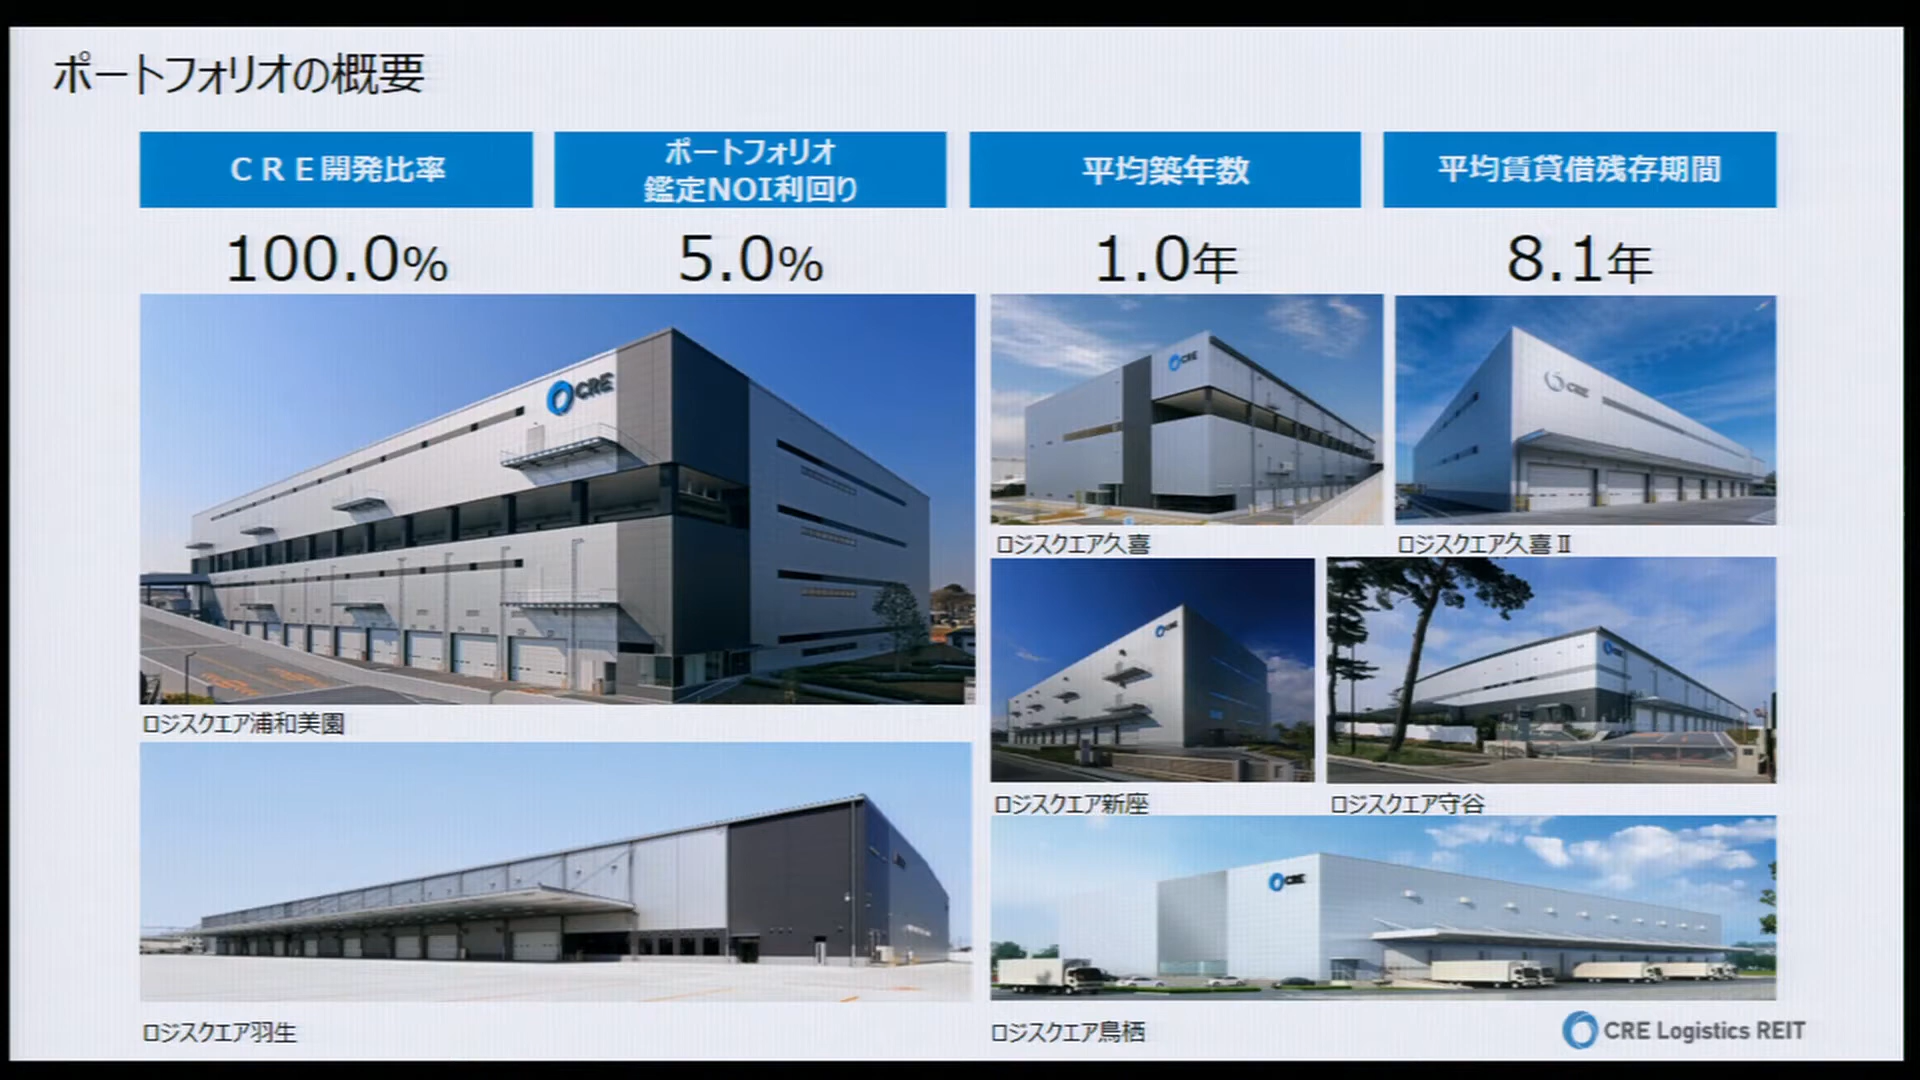 ポートフォリオの概要
ＣＲＥ開発比率
ポートフォリオ
鑑定NOI利回り
平均築年数
平均賃貸借残存期間
100.0%
5.0%
1.0年
8.1年
CRE
CRE
CRE
ロジスクエア久喜
ロジスクエア久喜Ⅱ
CRE
ロジスクエア浦和美園
ロジスクエア新座
ロジスクエア守谷
CRE
ロジスクエア羽生
ロジスクエア鳥栖
CRE Logistics REIT